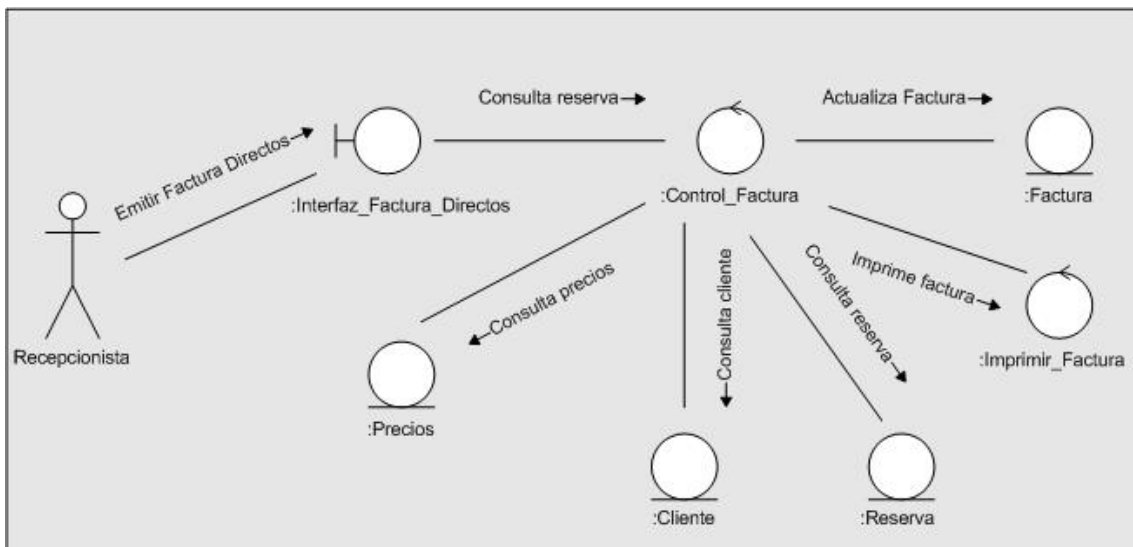 Consulta reserva
Actualiza Factura
Emitir Factura Directos
:Interfaz_Factura_Directos
:Control_Factura
:Factura
Recepcionista
Consulta precios
Consulta cliente
Consulta reserva
Imprime factura
:Imprimir_Factura
:Precios
:Cliente
:Reserva